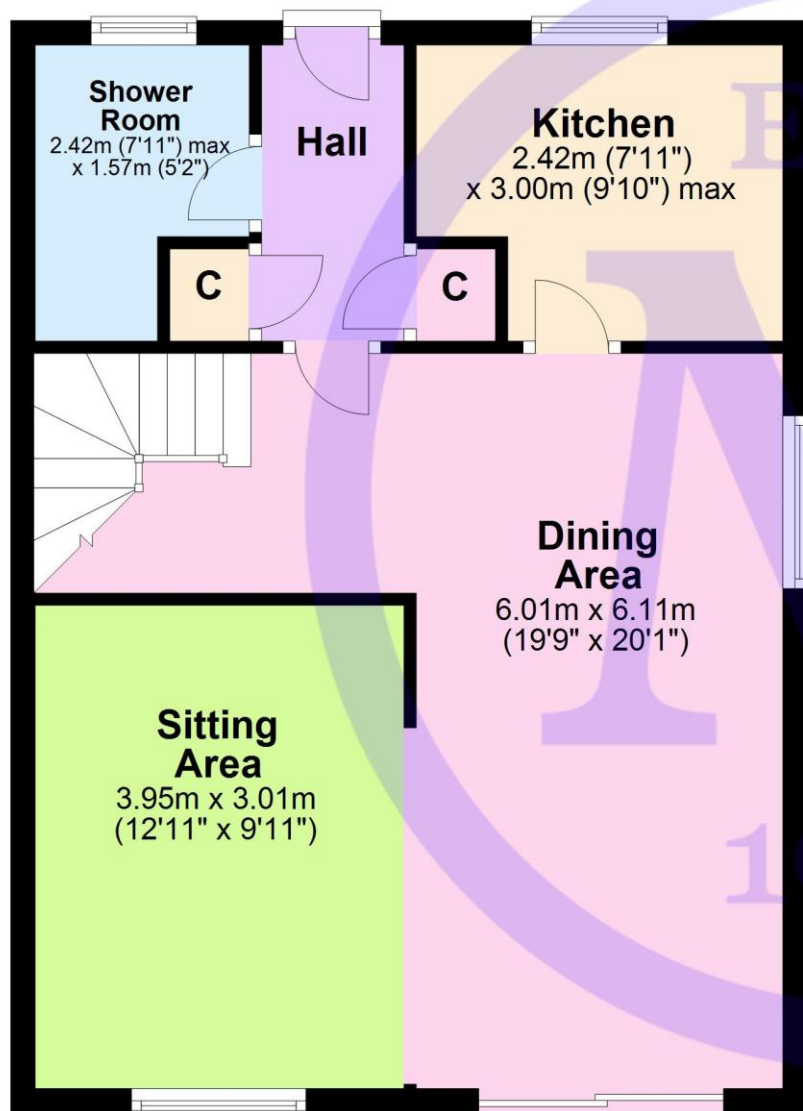 Shower
Room
2.42m (7'11") max
x 1.57m (5'2")
Hall
Kitchen
2.42m (7'11")
x 3.00m (9'10") max
C
C
Dining
Area
6.01m x 6.11m
(19'9" x 20'1")
Sitting
Area
3.95m x 3.01m
(12'11" x 9'11")